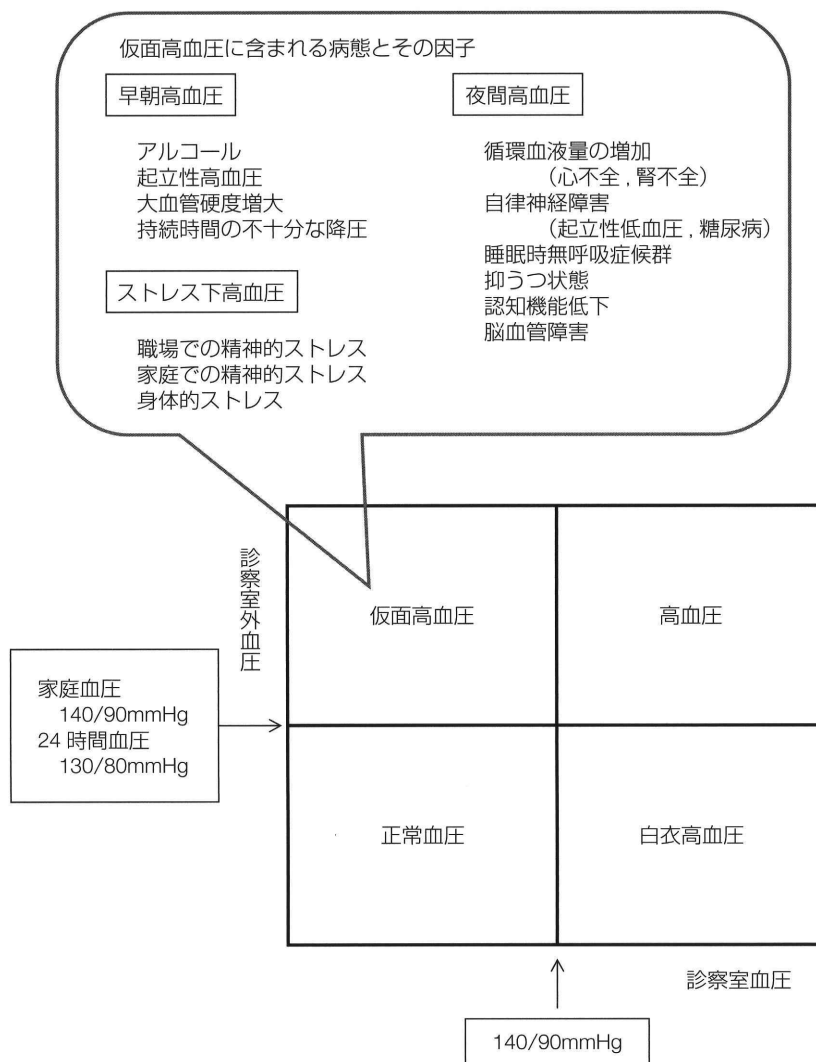 仮面高血圧に含まれる病態とその因子
早朝高血圧
アルコール
起立性高血圧
大血管硬度増大
持続時間の不十分な降圧
ストレス下高血圧
職場での精神的ストレス
家庭での精神的ストレス
身体的ストレス
夜間高血圧
循環血液量の増加
(心不全 , 腎不全)
自律神経障害
(起立性低血圧 , 糖尿病)
睡眠時無呼吸症候群
抑うつ状態
認知機能低下
脳血管障害
診察室外血圧
仮面高血圧
高血圧
家庭血圧
140/90mmHg
24 時間血圧
130/80mmHg
正常血圧
白衣高血圧
診察室血圧
140/90mmHg